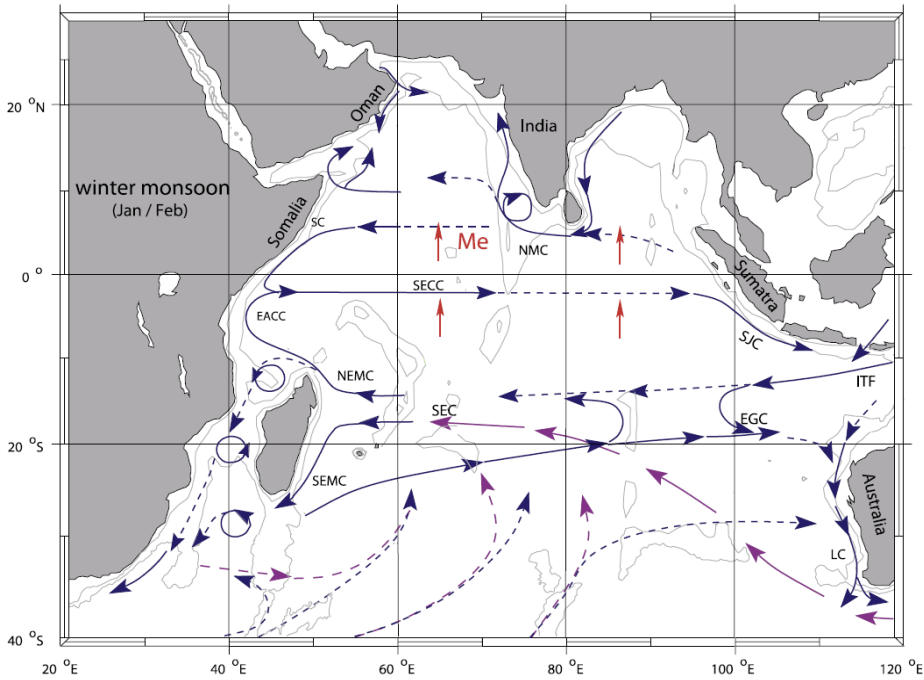 Oman
India
20 °N
winter monsoon
(Jan / Feb)
Somalia
SC
Me
NMC
0 °
SECC
Sumatra
EACC
SJC
NEMC
ITF
SEC
EGC
20 °S
SEMC
Australia
LC
40 °S
20 °E
40 °E
60 °E
80 °E
100 °E
120 °E